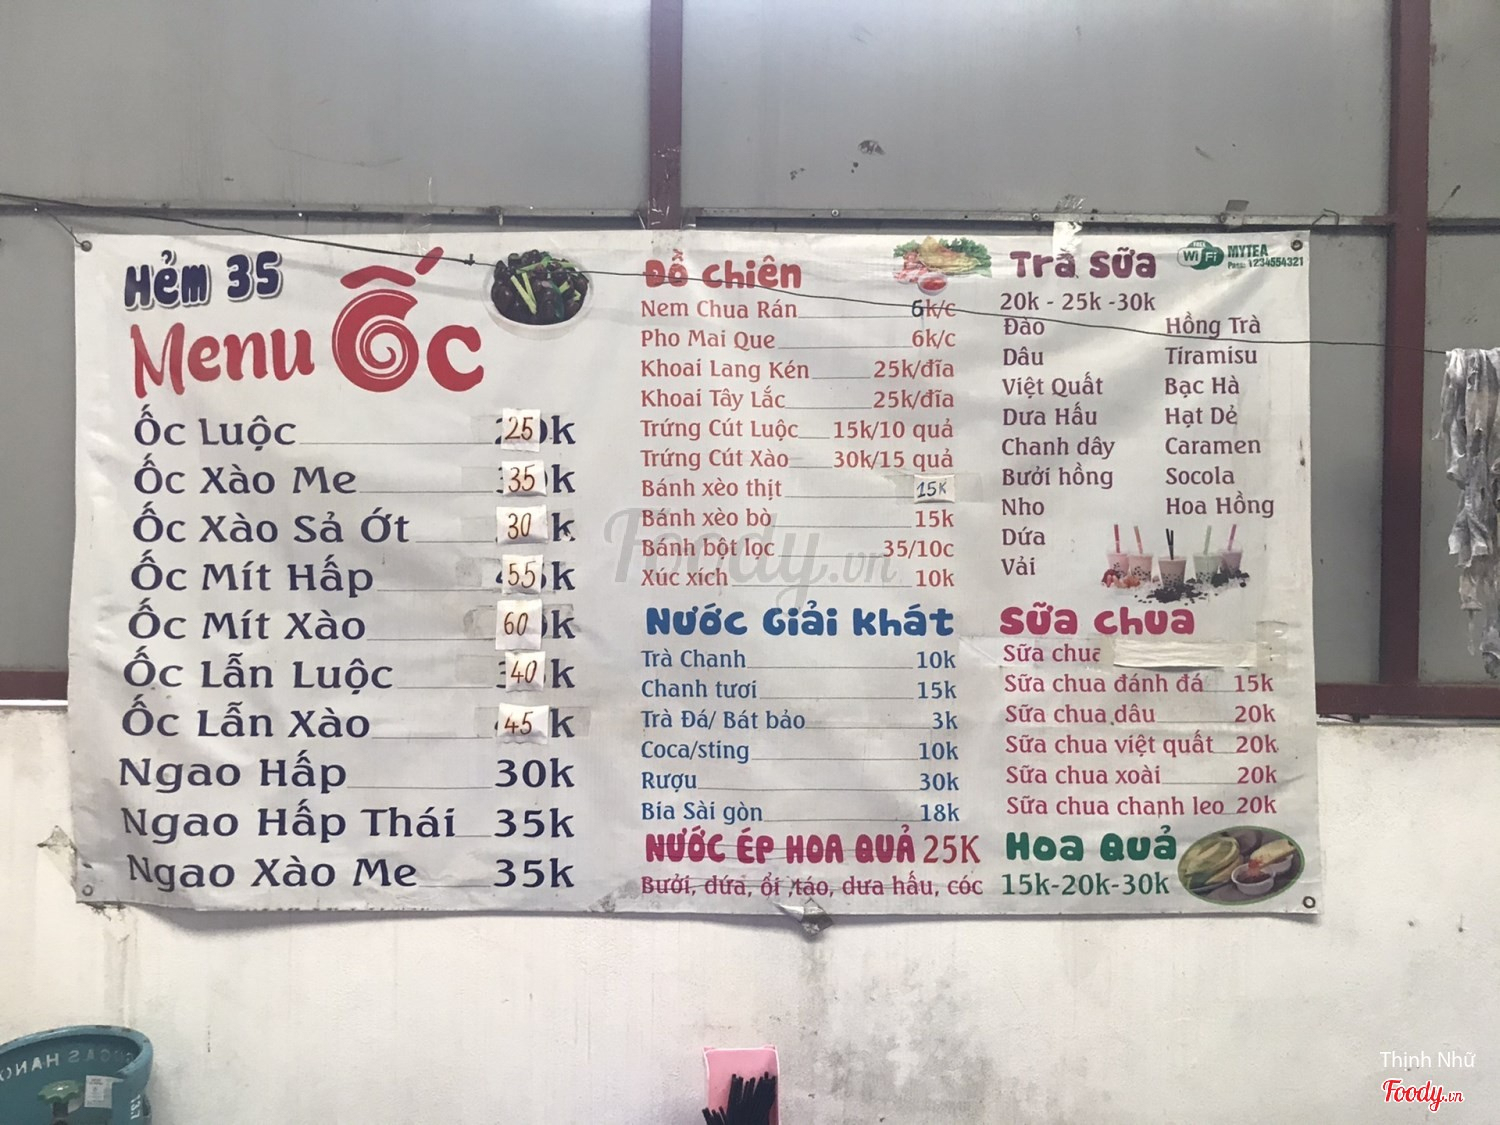 Hẻm 35
Menu Ốc
Ốc Luộc 25k
Ốc Xào Me 35k
Ốc Xào Sả Ớt 30k
Ốc Mít Hấp 55k
Ốc Mít Xào 60k
Ốc Lẫn Luộc 40k
Ốc Lẫn Xào 45k
Ngao Hấp 30k
Ngao Hấp Thái 35k
Ngao Xào Me 35k
Đồ chiên
Nem Chua Rán 6k/c
Pho Mai Que 6k/c
Khoai Lang Kén 25k/đĩa
Khoai Tây Lắc 25k/đĩa
Trứng Cút Luộc 15k/10 quả
Trứng Cút Xào 30k/15 quả
Bánh xèo thịt 15K
Bánh xèo bò 15k
Bánh bột lọc 35/10c
Xúc xích 10k
Nước Giải khát
Trà Chanh 10k
Chanh tươi 15k
Trà Đá/ Bát bảo 3k
Coca/sting 10k
Rượu 30k
Bia Sài gòn 18k
NƯỚC ÉP HOA QUẢ 25K
Bưởi, dứa, ổi ,táo, dưa hấu, cóc
Trà sữa
FREE WiFi MYTEA
Pass: 1234554321
20k - 25k -30k
Đào
Dâu
Việt Quất
Dưa Hấu
Chanh dây
Bưởi hồng
Nho
Dứa
Vải
Hồng Trà
Tiramisu
Bạc Hà
Hạt Dẻ
Caramen
Socola
Hoa Hồng
Sữa chua
Sữa chua
Sữa chua đánh đá 15k
Sữa chua dâu 20k
Sữa chua việt quất 20k
Sữa chua xoài 20k
Sữa chua chanh leo 20k
Hoa Quả
15k-20k-30k
Foody.vn
Thịnh Nhữ
Foody.vn